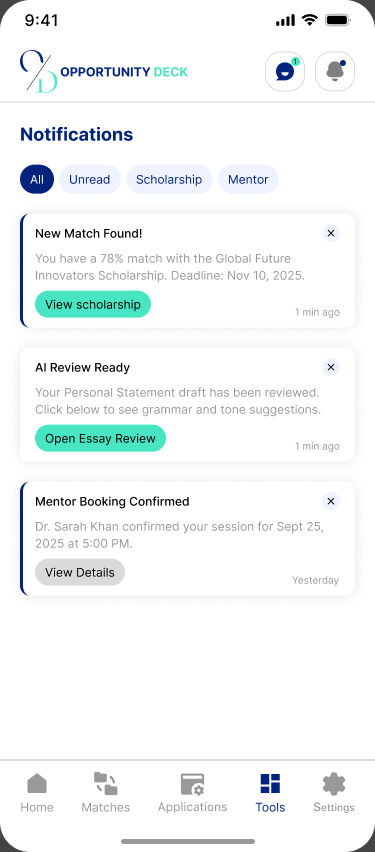 9:41
O/D OPPORTUNITY DECK
1
Notifications
All Unread Scholarship Mentor
New Match Found!
You have a 78% match with the Global Future
Innovators Scholarship. Deadline: Nov 10, 2025.
View scholarship
1 min ago
AI Review Ready
Your Personal Statement draft has been reviewed.
Click below to see grammar and tone suggestions.
Open Essay Review
1 min ago
Mentor Booking Confirmed
Dr. Sarah Khan confirmed your session for Sept 25,
2025 at 5:00 PM.
View Details
Yesterday
Home Matches Applications Tools Settings